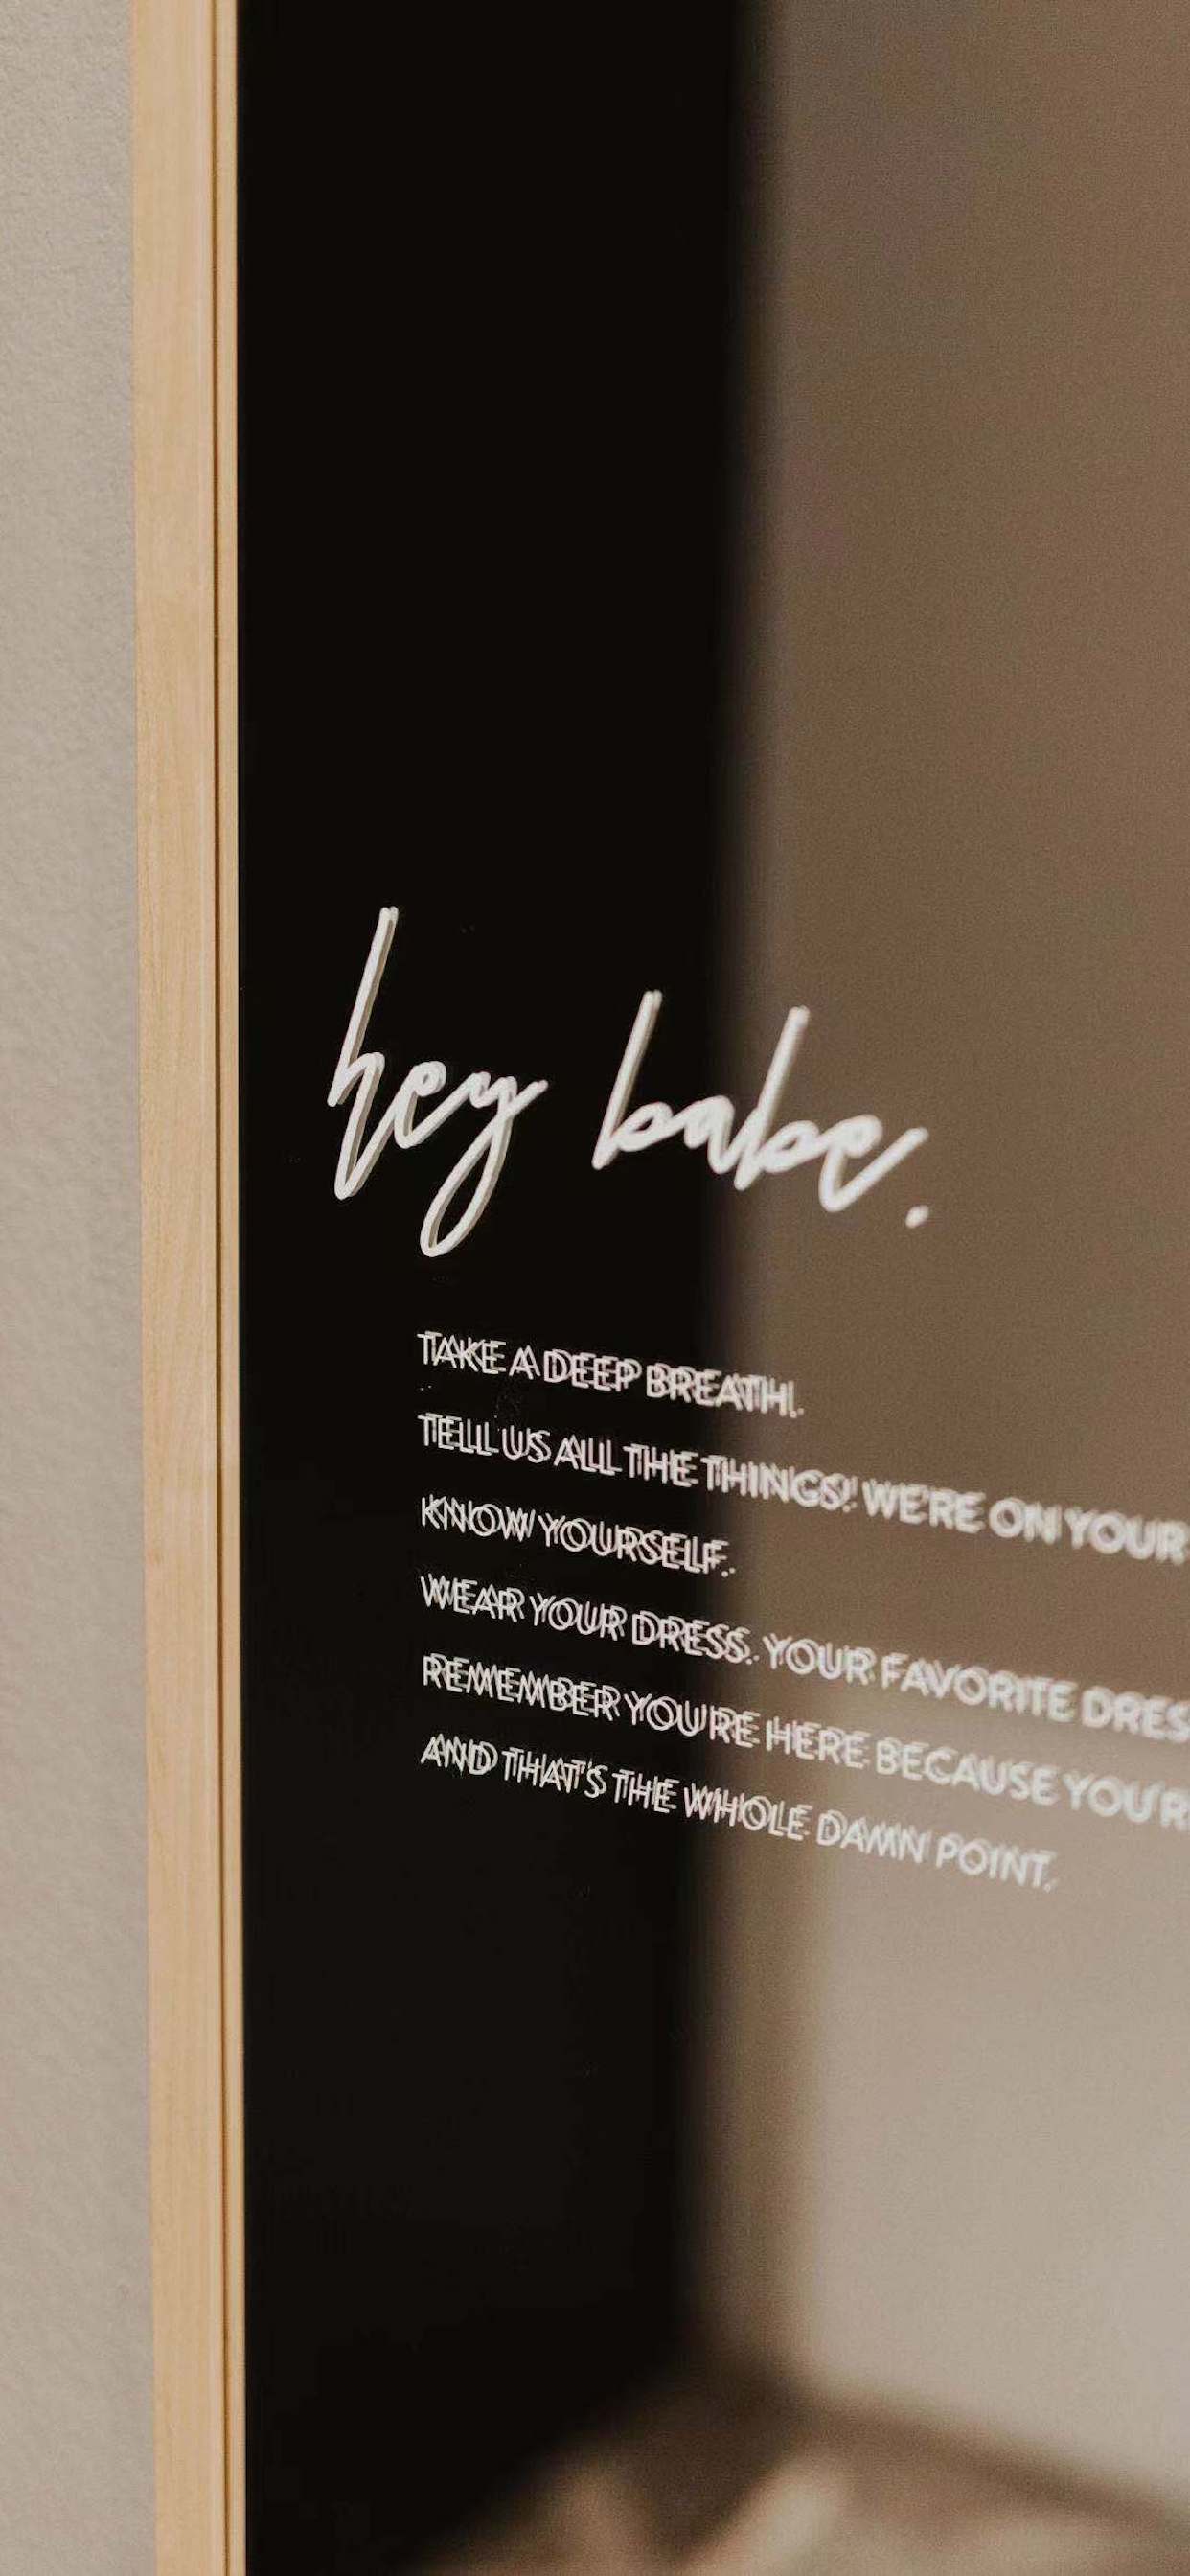 hey babe.
TAKE A DEEP BREATH.
TELL US ALL THE THINGS! WE'RE ON YOUR
KNOW YOURSELF.
WEAR YOUR DRESS. YOUR FAVORITE DRES
REMEMBER YOU'RE HERE BECAUSE YOU'R
AND THAT'S THE WHOLE DAMN POINT.